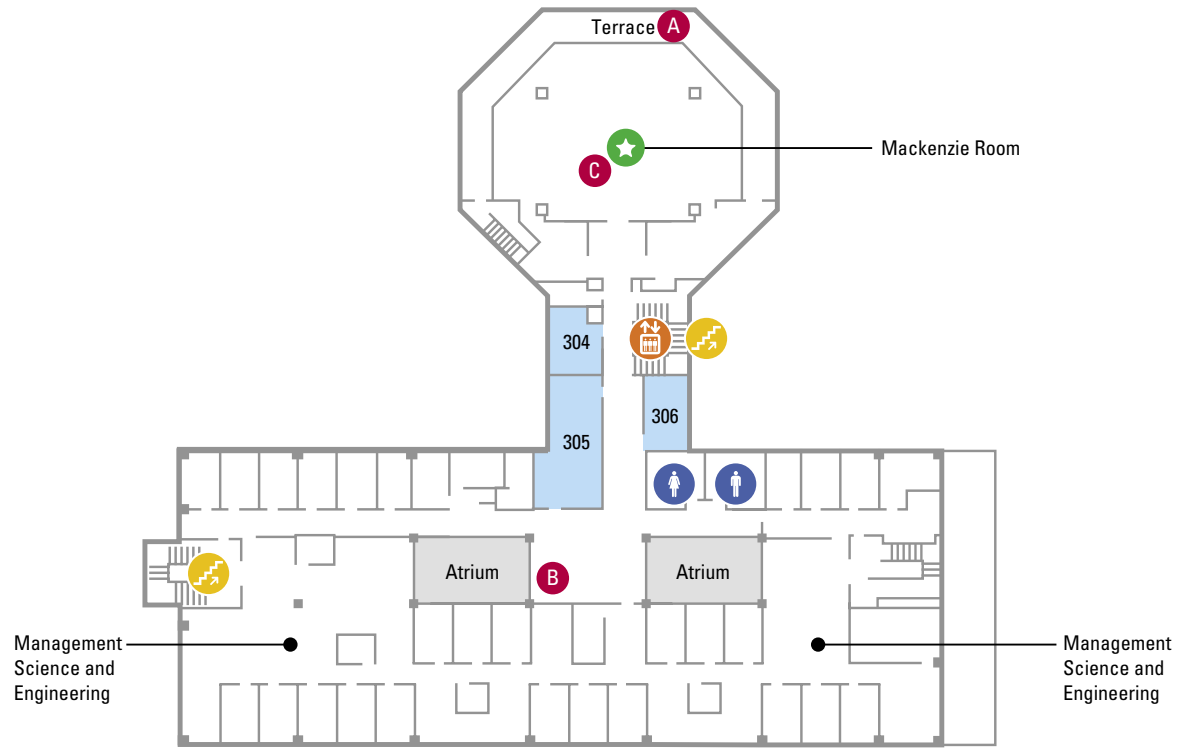 Terrace A
Mackenzie Room
C
304
306
305
Atrium
Atrium
B
Management
Science and
Engineering
Management
Science and
Engineering